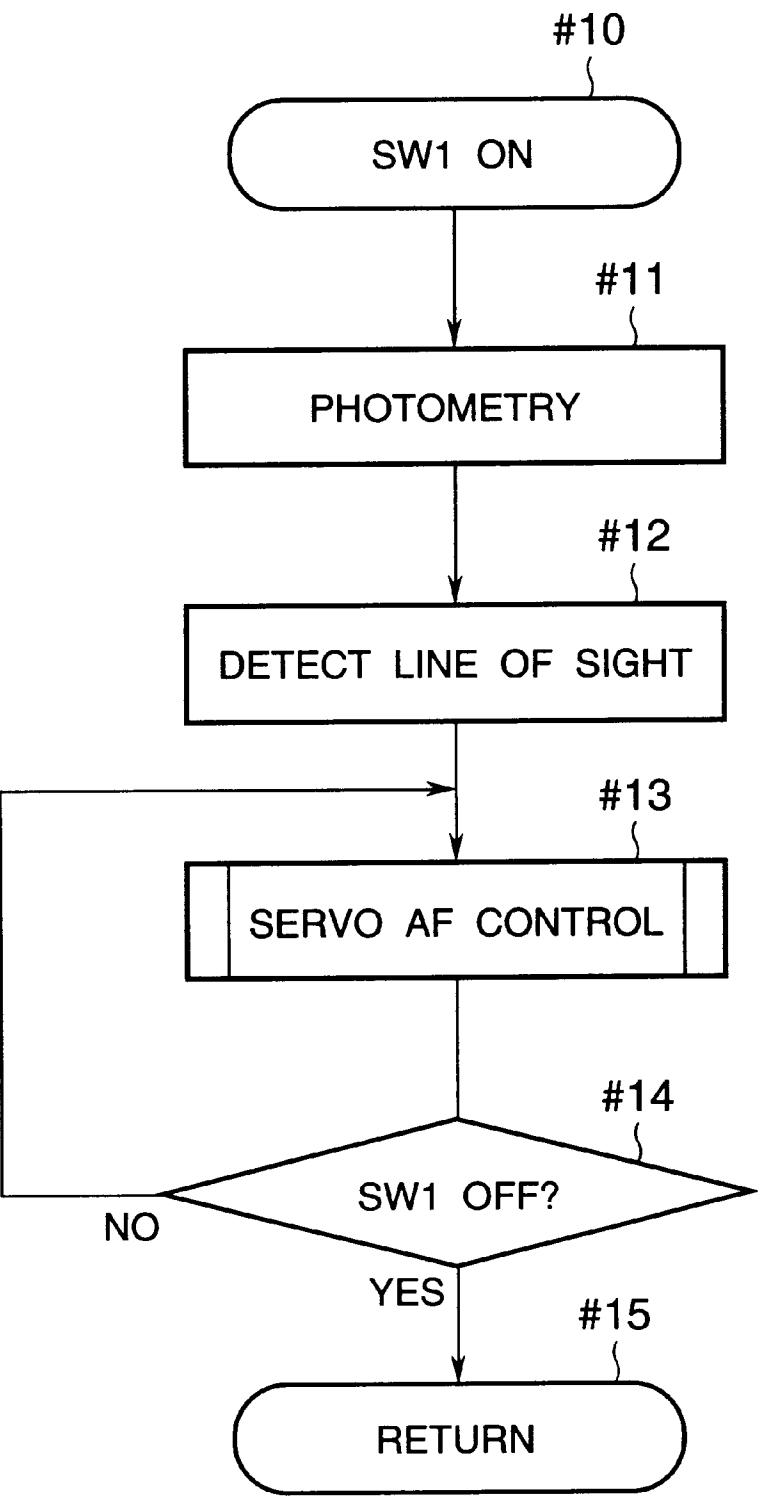 #10
SW1 ON
#11
PHOTOMETRY
#12
DETECT LINE OF SIGHT
#13
SERVO AF CONTROL
#14
SW1 OFF?
NO
YES
#15
RETURN